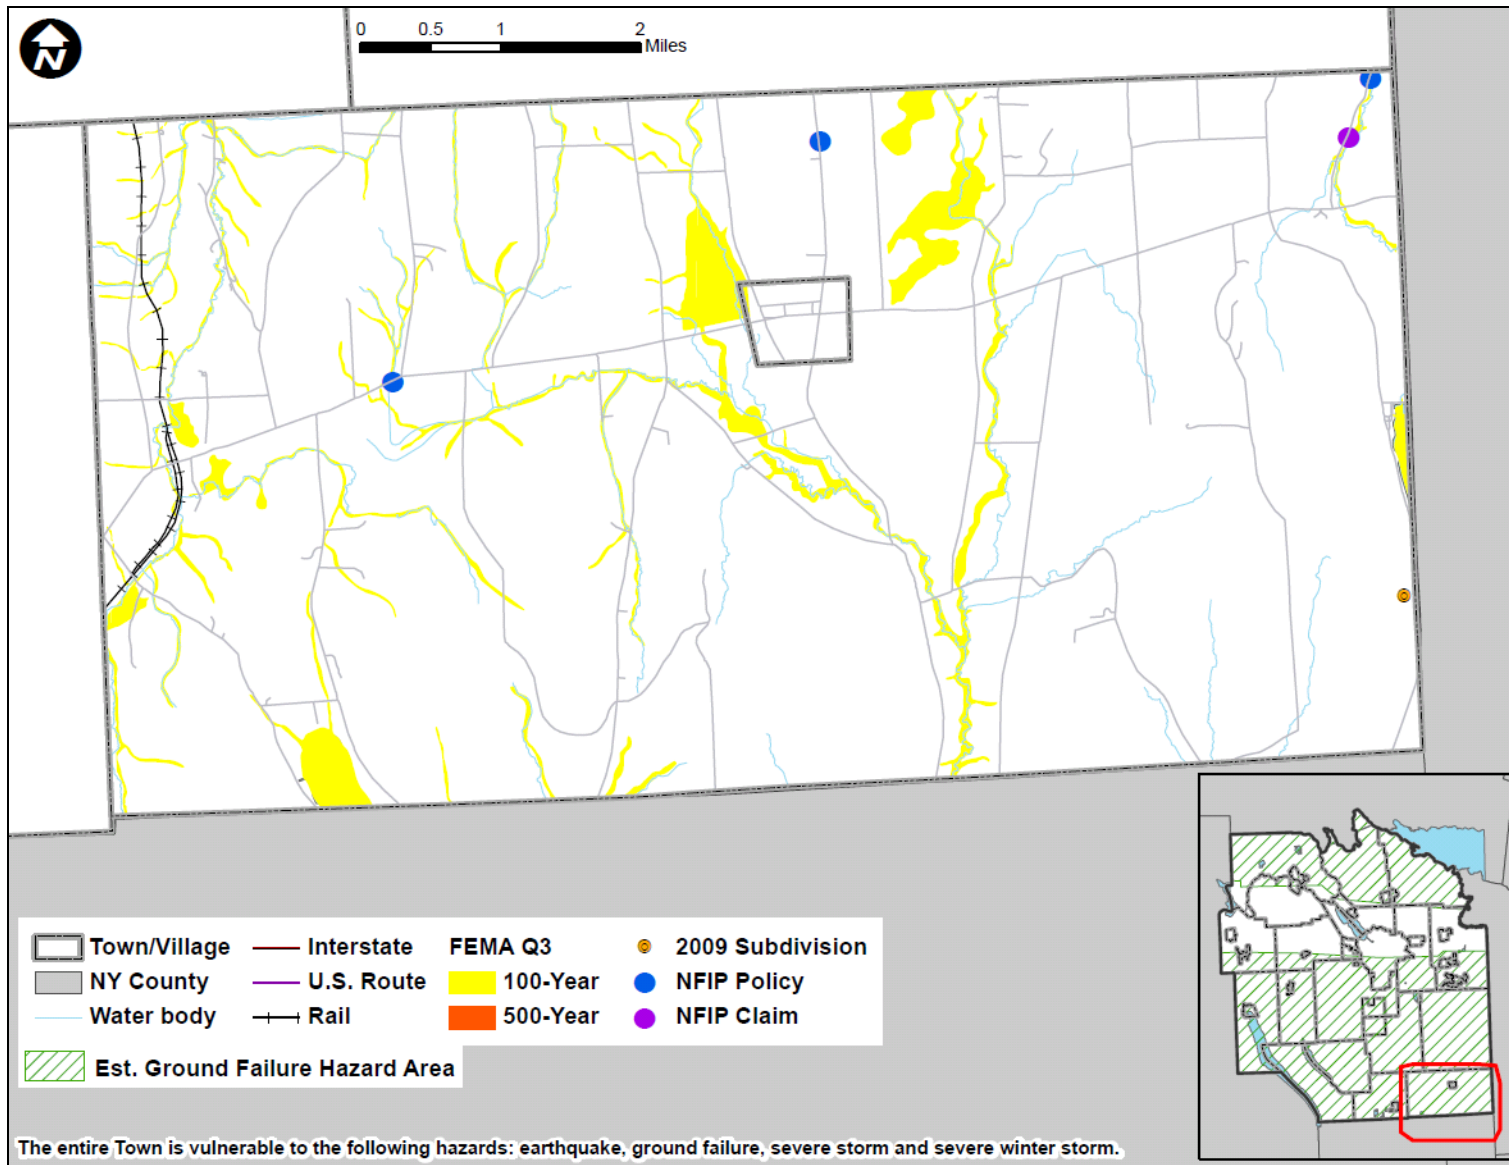 N
0 0.5 1 2
Miles
Town/Village Interstate FEMA Q3 2009 Subdivision
NY County U.S. Route 100-Year NFIP Policy
Water body Rail 500-Year NFIP Claim
Est. Ground Failure Hazard Area
The entire Town is vulnerable to the following hazards: earthquake, ground failure, severe storm and severe winter storm.